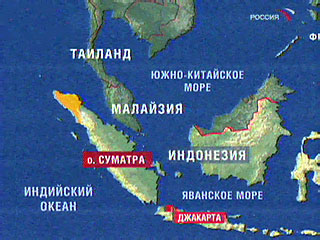 РОССИЯ
ТАИЛАНД
ЮЖНО-КИТАЙСКОЕ
МОРЕ
МАЛАЙЗИЯ
о. СУМАТРА
ИНДОНЕЗИЯ
ИНДИЙСКИЙ
ОКЕАН
ЯВАНСКОЕ МОРЕ
ДЖАКАРТА